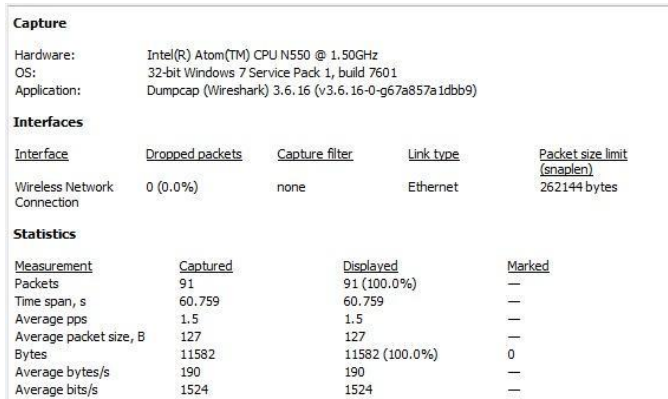 Capture
Hardware: Intel(R) Atom(TM) CPU N550 @ 1.50GHz
OS: 32-bit Windows 7 Service Pack 1, build 7601
Application: Dumpcap (Wireshark) 3.6.16 (v3.6.16-0-g67a857a1dbb9)
Interfaces
Interface Dropped packets Capture filter Link type Packet size limit (snaplen)
Wireless Network Connection 0 (0.0%) none Ethernet 262144 bytes
Statistics
Measurement Captured Displayed Marked
Packets 91 91 (100.0%) —
Time span, s 60.759 60.759 —
Average pps 1.5 1.5 —
Average packet size, B 127 127 —
Bytes 11582 11582 (100.0%) 0
Average bytes/s 190 190 —
Average bits/s 1524 1524 —